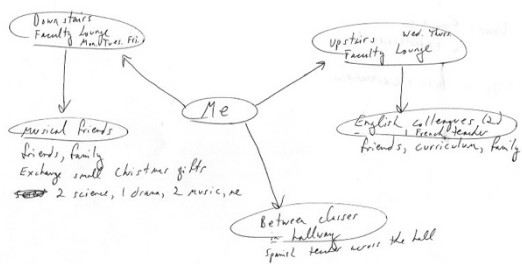 Downstairs
Faculty Lounge
Mon/Tues. Fri.
Upstairs Wed. Thurs.
Faculty Lounge
Me
Musical friends
friends, family
Exchange small Christmas gifts
2 science, 1 drama, 2 music, me
English colleagues (2)
1 French teacher
friends, curriculum, family
Between classes
in hallway
Spanish teacher across the hall